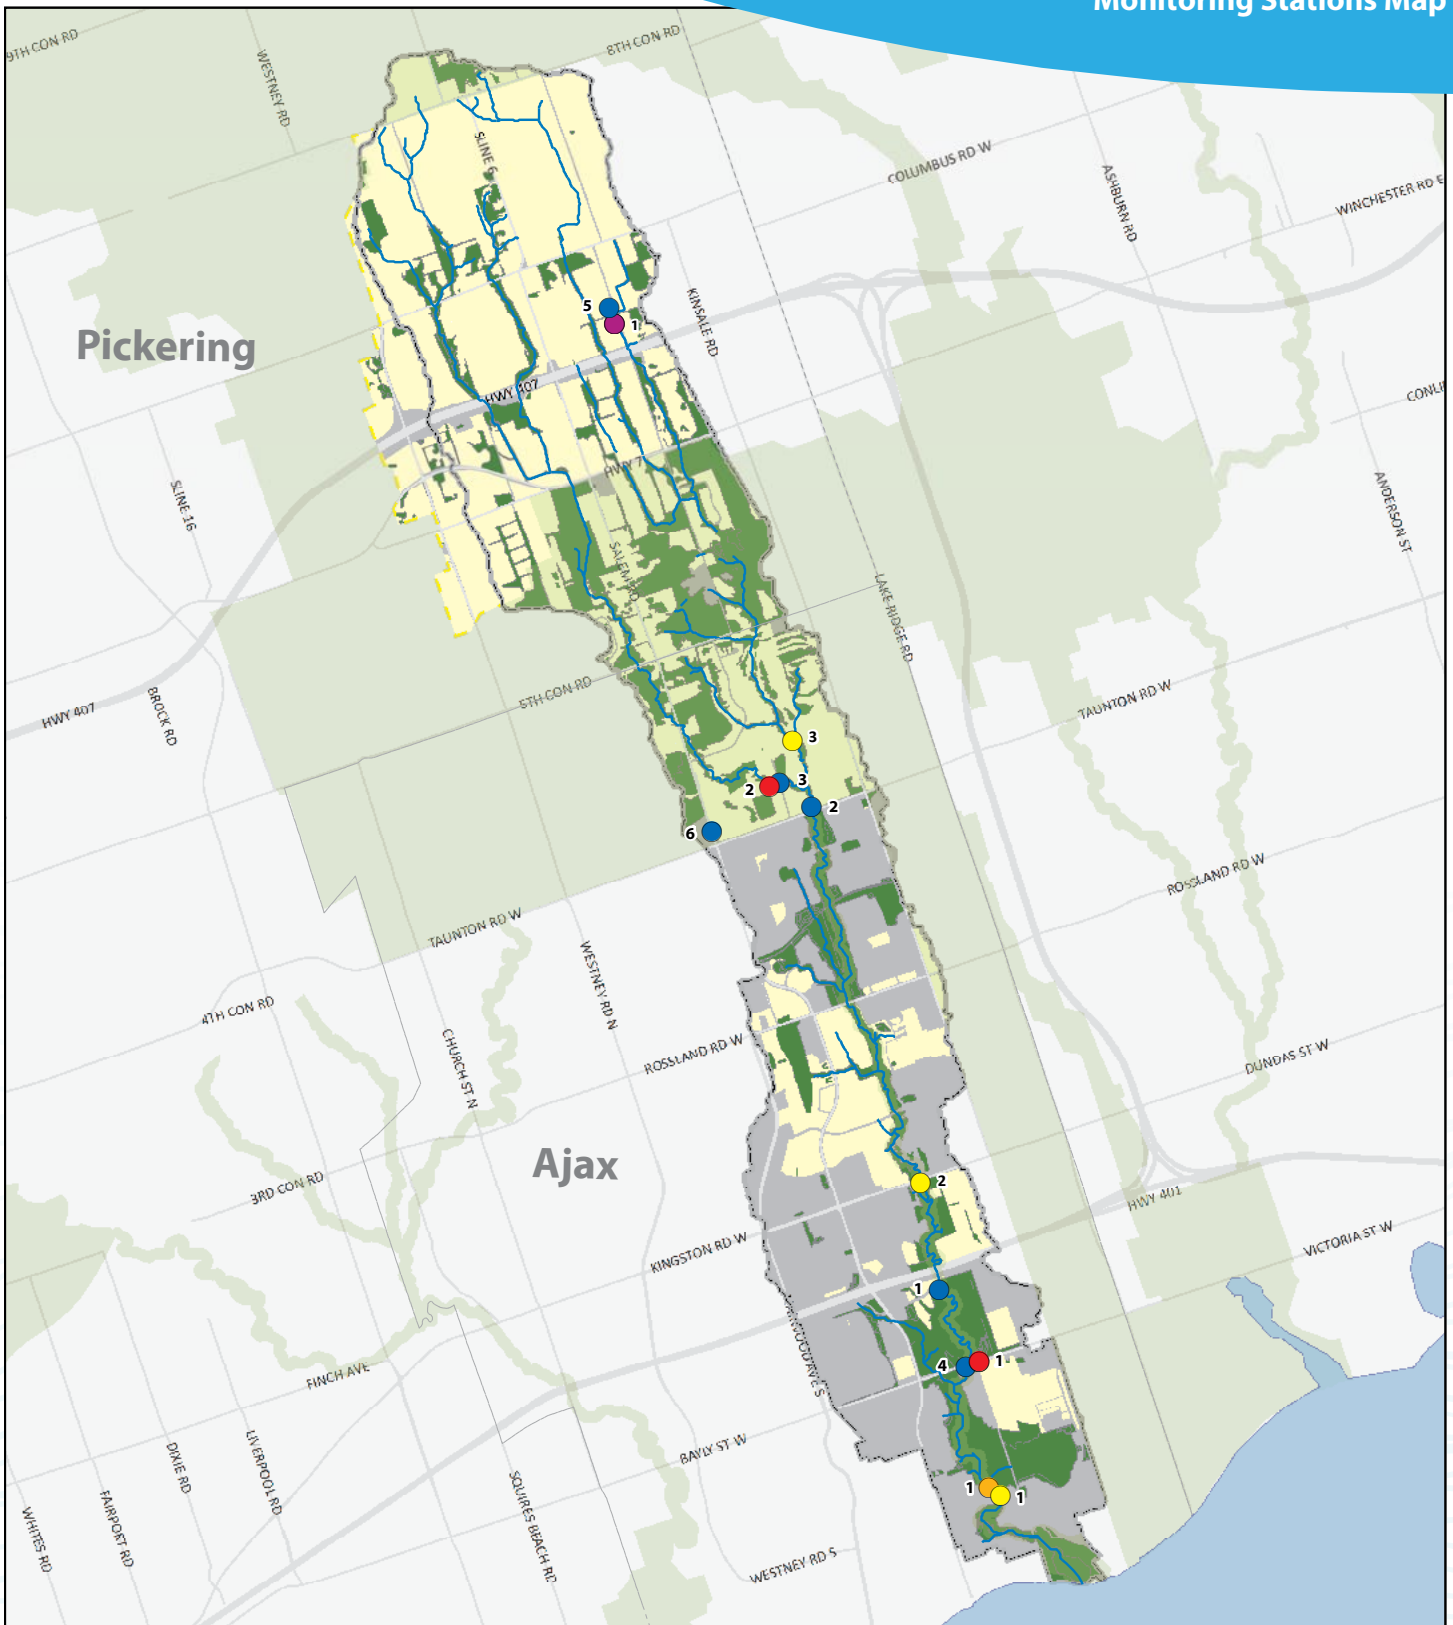 Monitoring Stations Map
9TH CON RD
WESTNEY RD
8TH CON RD
SLINE 6
COLUMBUS RD W
ASHBURN RD
WINCHESTER RD E
Pickering
5
1
KINSALE RD
HWY 407
HWY 7
SLINE 16
ANDERSON ST
SALEM RD
LAKE RIDGE RD
5TH CON RD
HWY 407
BROCK RD
TAUNTON RD W
3
3
2
2
6
ROSSLAND RD W
TAUNTON RD W
WESTNEY RD N
4TH CON RD
CHURCH ST N
ROSSLAND RD W
DUNDAS ST W
Ajax
3RD CON RD
2
HWY 401
KINGSTON RD W
VICTORIA ST W
1
4
1
FINCH AVE
BAYLY ST W
DIXIE RD
LIVERPOOL RD
SQUIRES BEACH RD
FAIRPORT RD
WHITES RD
1
1
WESTNEY RD S